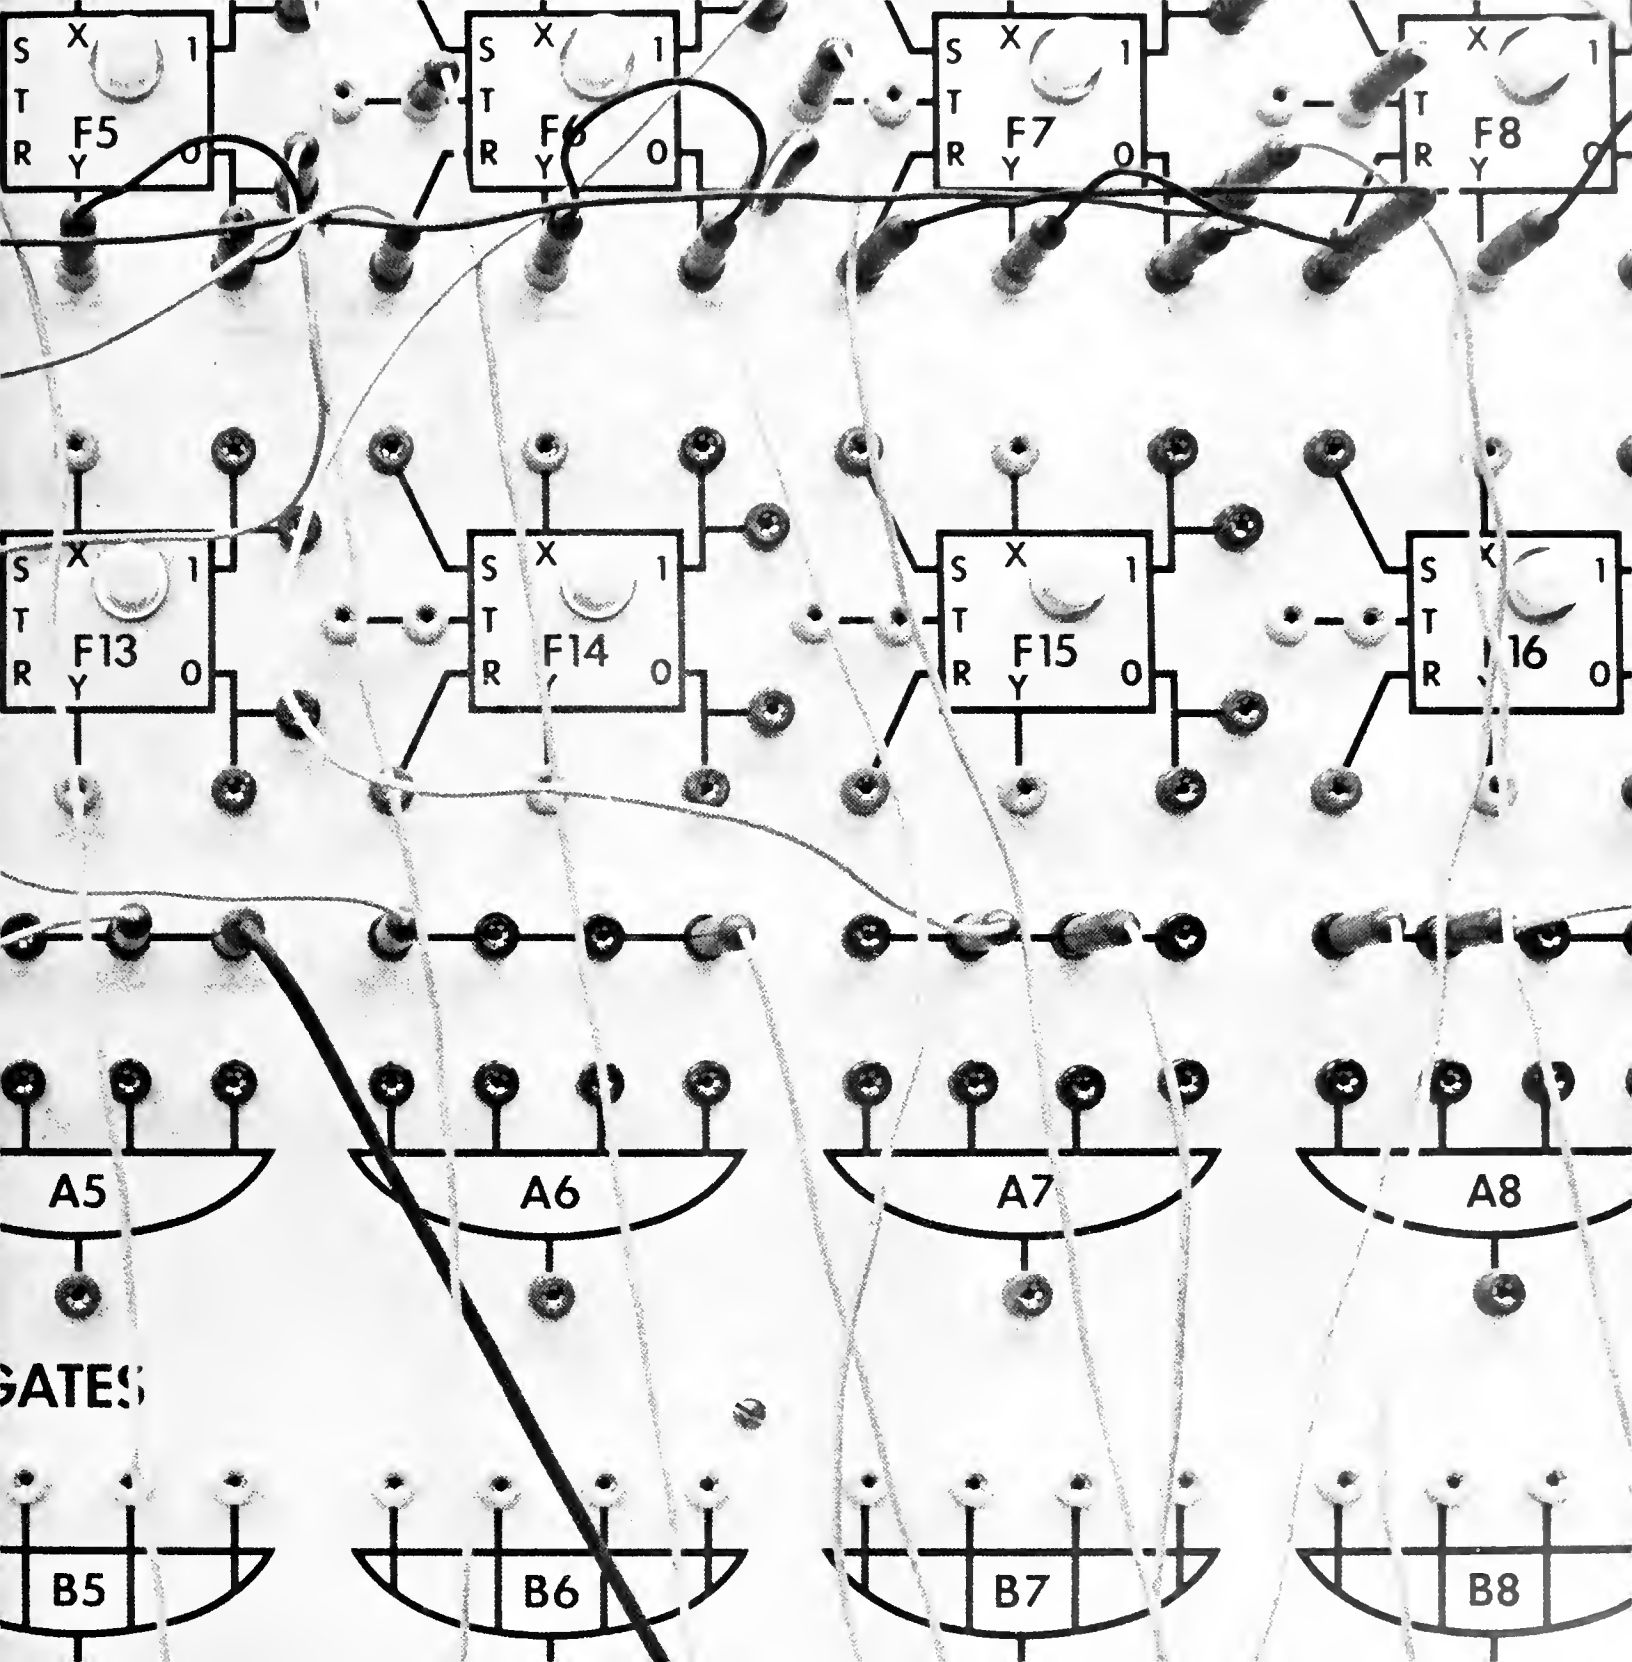 S X 1 S X 1 S X 1 X 1
T T T T
F5 F6 F7 F8
R Y 0 R Y 0 R Y 0 R Y 0
S X 1 S X 1 S X 1 S X 1
T T T T
F13 F14 F15 16
R Y 0 R Y 0 R Y 0 R 0
A5 A6 A7 A8
GATES
B5 B6 B7 B8